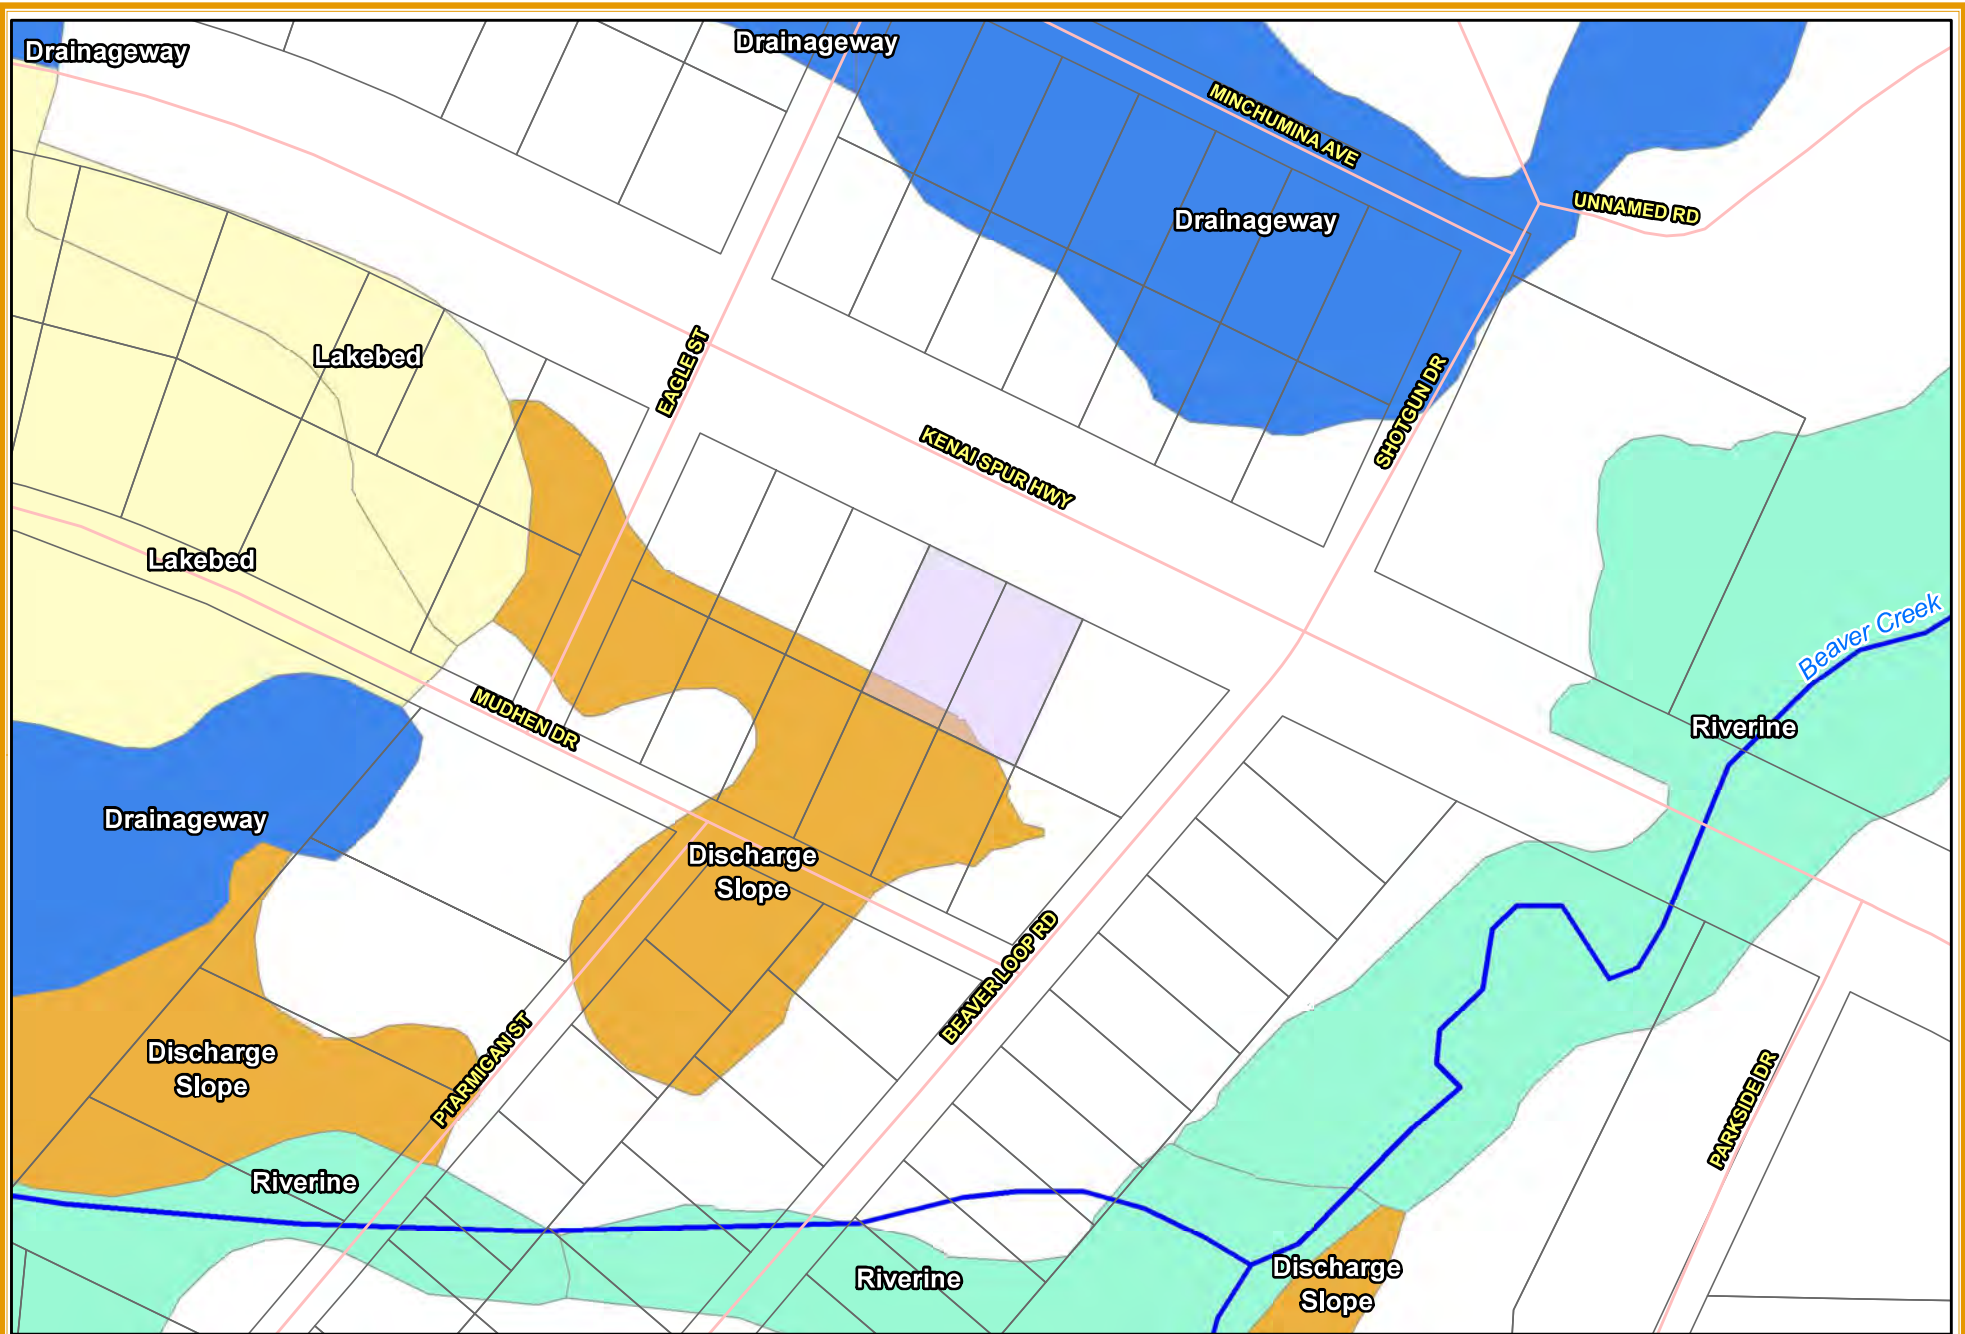 Drainageway
Drainageway
MINCHUMINA AVE
UNNAMED RD
Drainageway
Lakebed
EAGLE ST
SHOTGUN DR
KENAI SPUR HWY
Lakebed
Beaver Creek
MUDHEN DR
Riverine
Drainageway
Discharge
Slope
BEAVER LOOP RD
Discharge
Slope
PTARMIGAN ST
PARKSIDE DR
Riverine
Riverine
Discharge
Slope